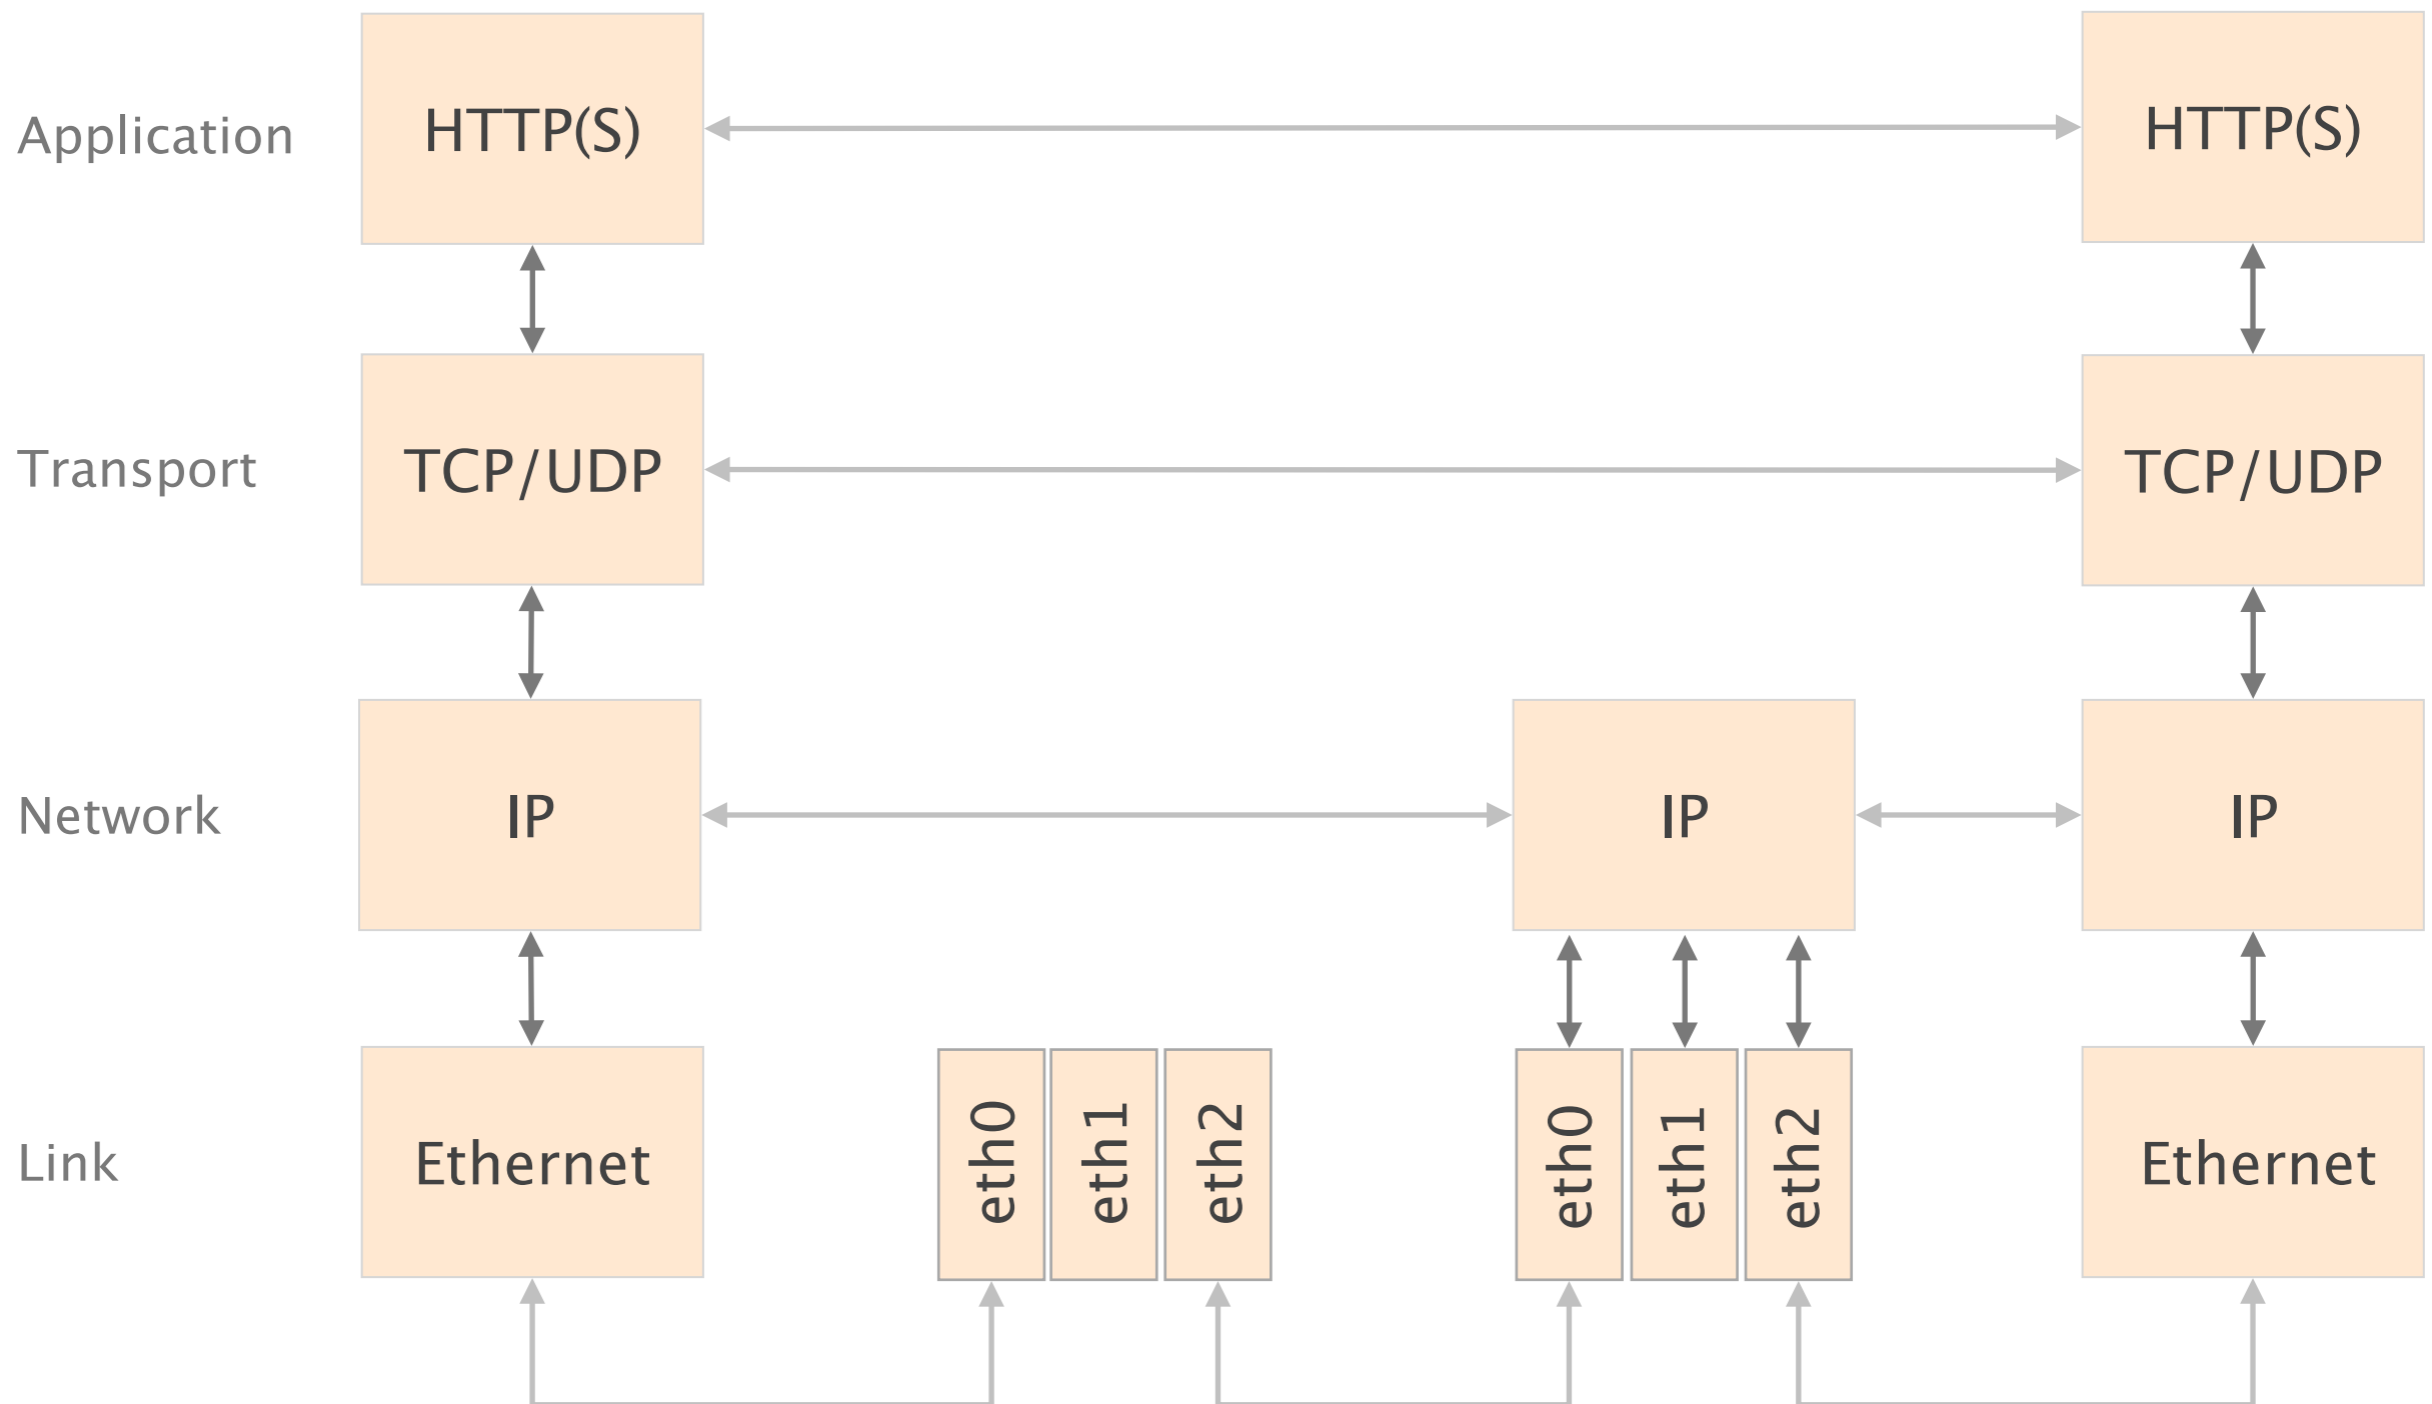 Application
HTTP(S)
HTTP(S)
Transport
TCP/UDP
TCP/UDP
Network
IP
IP
IP
Link
Ethernet
eth0
eth1
eth2
eth0
eth1
eth2
Ethernet